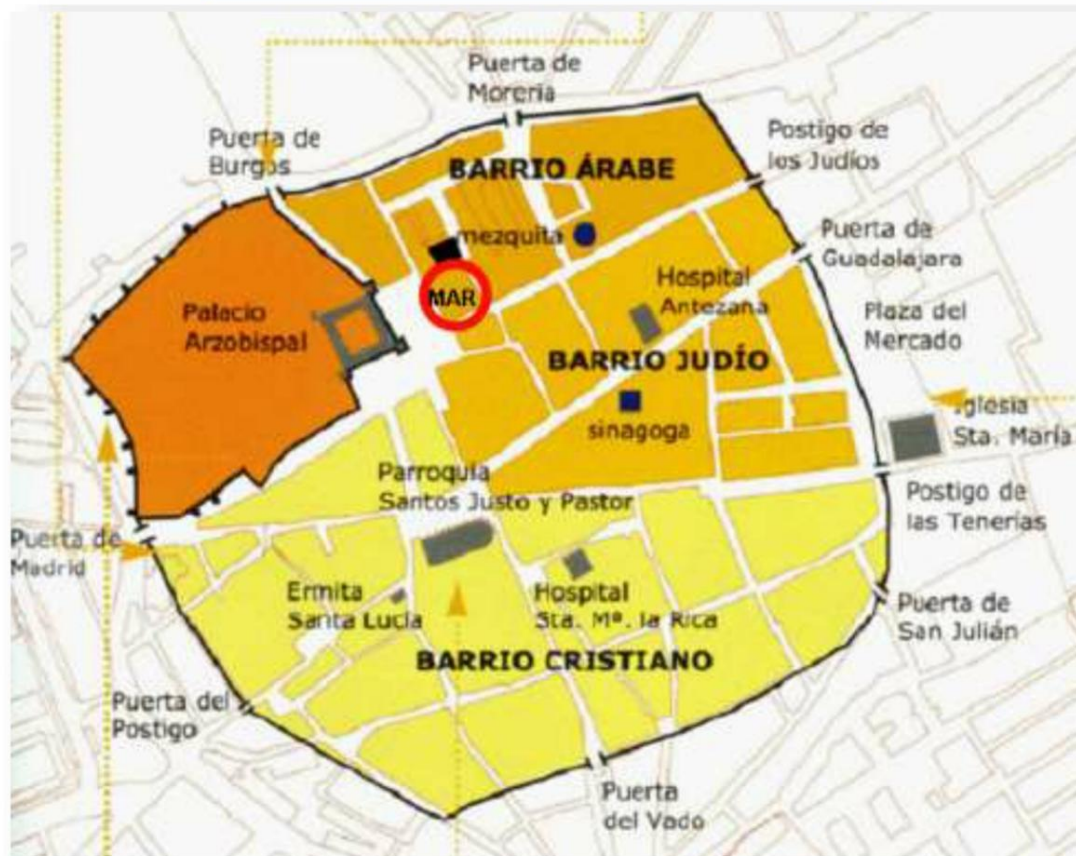 Puerta de
Moreria
Puerta de
Burgos
Postigo de
los Judíos
BARRIO ÁRABE
mezquita
Puerta de
Guadalajara
Hospital
Antezana
MAR
Palacio
Arzobispal
Plaza del
Mercado
BARRIO JUDÍO
sinagoga
Iglesia
Sta. María
Parroquia
Santos Justo y Pastor
Postigo de
las Tenerias
Puerta de
Madrid
Ermita
Santa Lucía
Hospital
Sta. Mª. la Rica
Puerta de
San Julián
BARRIO CRISTIANO
Puerta del
Postigo
Puerta
del Vado